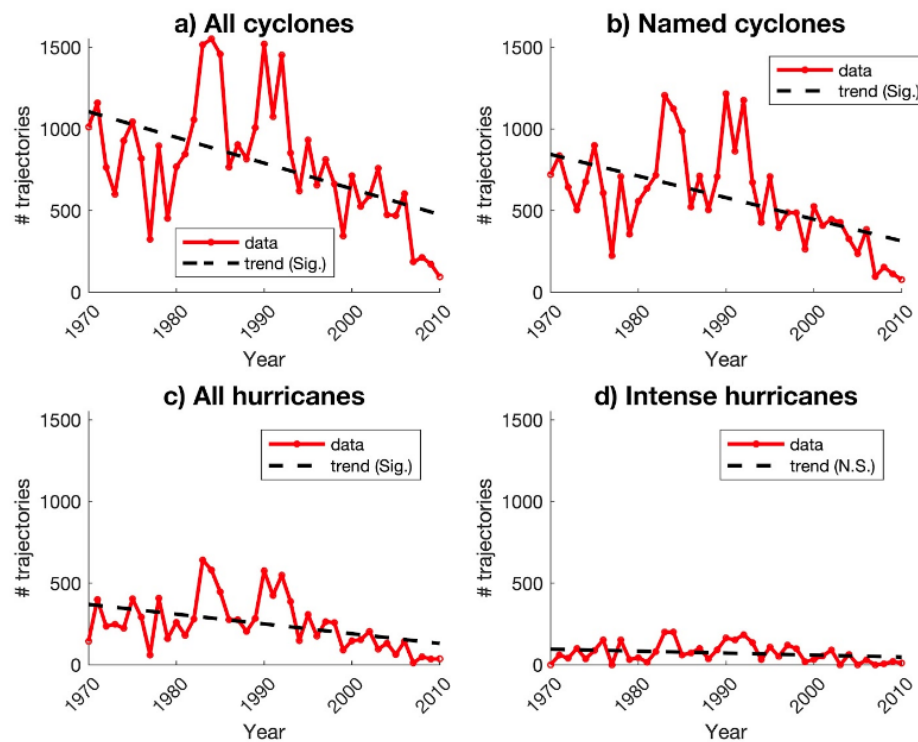 a) All cyclones
1500
1000
500
0
# trajectories
data
trend (Sig.)
1970
1980
1990
2000
2010
Year
b) Named cyclones
1500
1000
500
0
# trajectories
data
trend (Sig.)
1970
1980
1990
2000
2010
Year
c) All hurricanes
1500
1000
500
0
# trajectories
data
trend (Sig.)
1970
1980
1990
2000
2010
Year
d) Intense hurricanes
1500
1000
500
0
# trajectories
data
trend (N.S.)
1970
1980
1990
2000
2010
Year